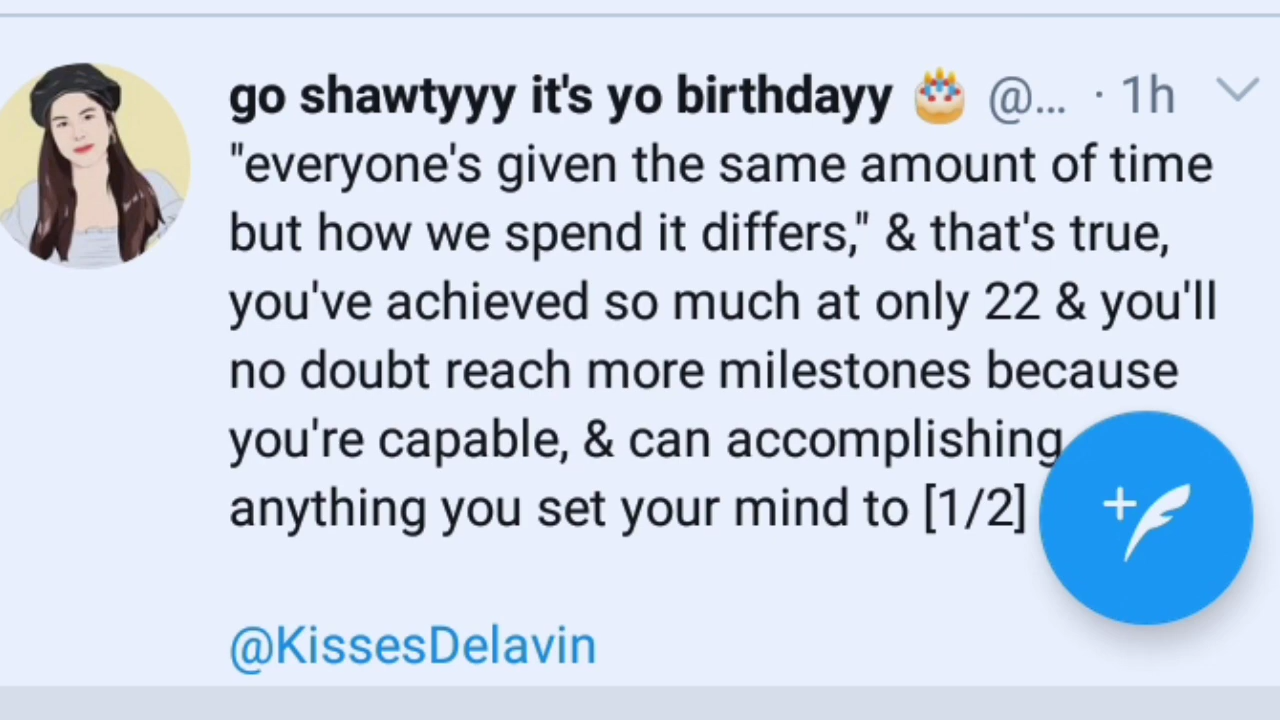 go shawtyyy it's yo birthdayy 🎂 @... · 1h
"everyone's given the same amount of time
but how we spend it differs," & that's true,
you've achieved so much at only 22 & you'll
no doubt reach more milestones because
you're capable, & can accomplishing
anything you set your mind to [1/2]
@KissesDelavin